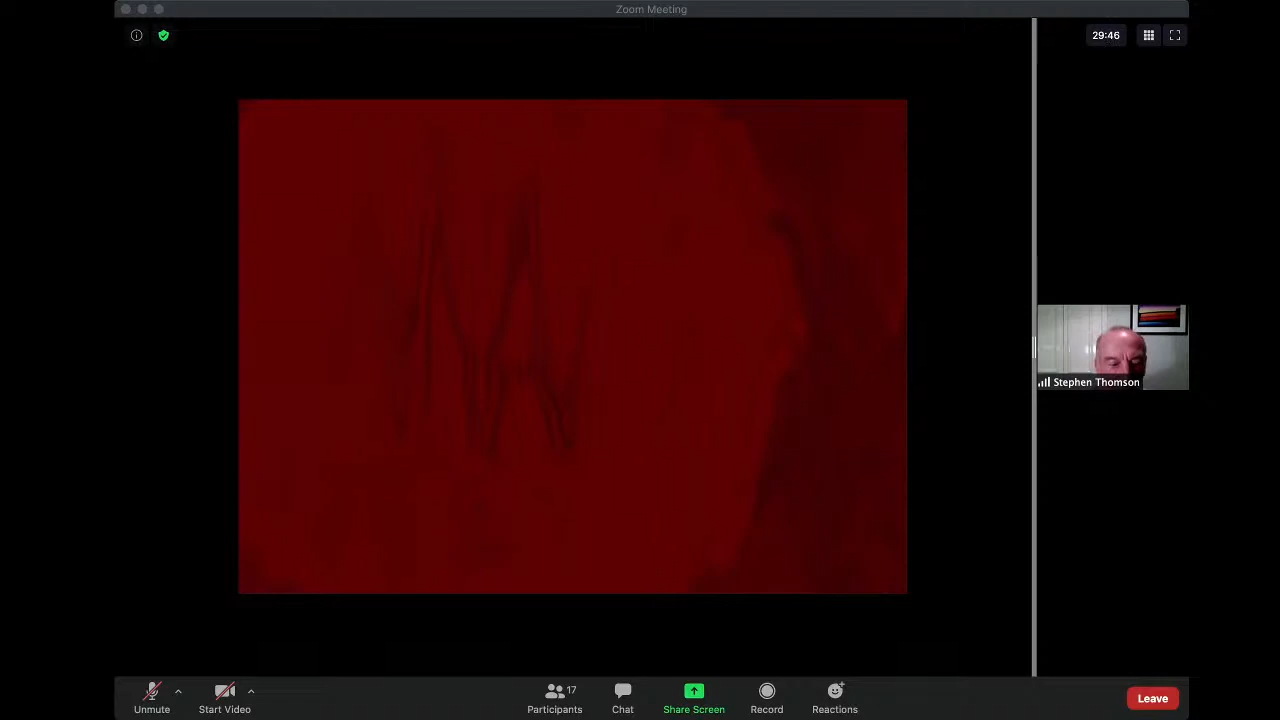 Zoom Meeting
29:46
Stephen Thomson
Unmute
Start Video
Participants
17
Chat
Share Screen
Record
Reactions
Leave